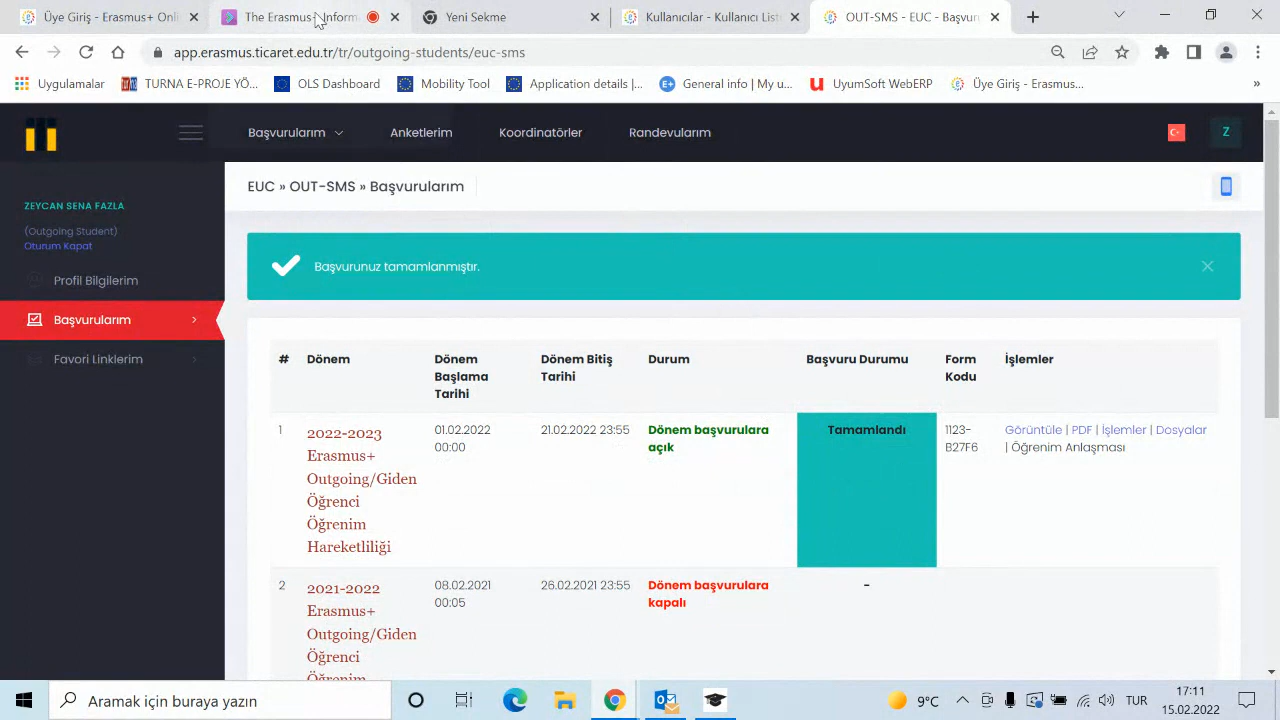 Üye Giriş - Erasmus+ Onl
The Erasmus+ Inform
Yeni Sekme
Kullanıcılar - Kullanıcı List
OUT-SMS - EUC - Başvuru
app.erasmus.ticaret.edu.tr/tr/outgoing-students/euc-sms
Uygulamalar
TURNA E-PROJE YÖ...
OLS Dashboard
Mobility Tool
Application details |...
General info | My u...
UyumSoft WebERP
Üye Giriş - Erasmus...
»
Başvurularım
Anketlerim
Koordinatörler
Randevularım
Z
ZEYCAN SENA FAZLA
(Outgoing Student)
Oturum Kapat
Profil Bilgilerim
Başvurularım
Favori Linklerim
EUC » OUT-SMS » Başvurularım
Başvurunuz tamamlanmıştır.
# Dönem Dönem Başlama Tarihi Dönem Bitiş Tarihi Durum Başvuru Durumu Form Kodu İşlemler
1
2022-2023
Erasmus+
Outgoing/Giden
Öğrenci
Öğrenim
Hareketliliği
01.02.2022
00:00
21.02.2022 23:55
Dönem başvurulara
açık
Tamamlandı
1123-
B27F6
Görüntüle | PDF | İşlemler | Dosyalar
| Öğrenim Anlaşması
2
2021-2022
Erasmus+
Outgoing/Giden
Öğrenci
Öğrenim
08.02.2021
00:05
26.02.2021 23:55
Dönem başvurulara
kapalı
-
Aramak için buraya yazın
9°C
TUR
17:11
15.02.2022